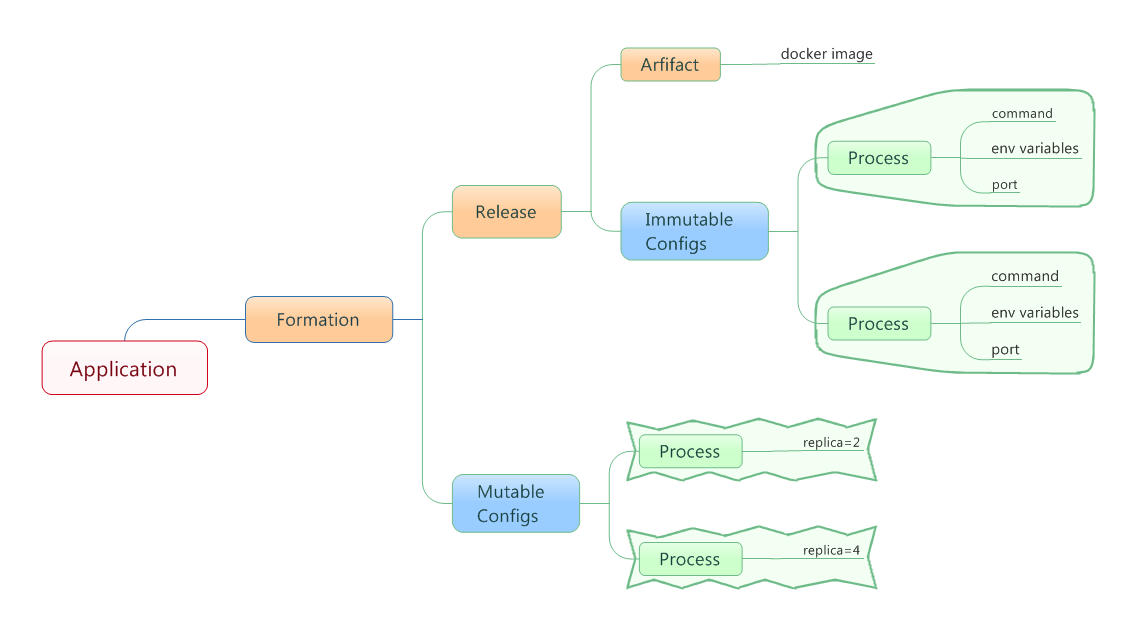 Application
Formation
Release
Arfifact
docker image
Immutable
Configs
Process
command
env variables
port
Process
command
env variables
port
Mutable
Configs
Process
replica=2
Process
replica=4